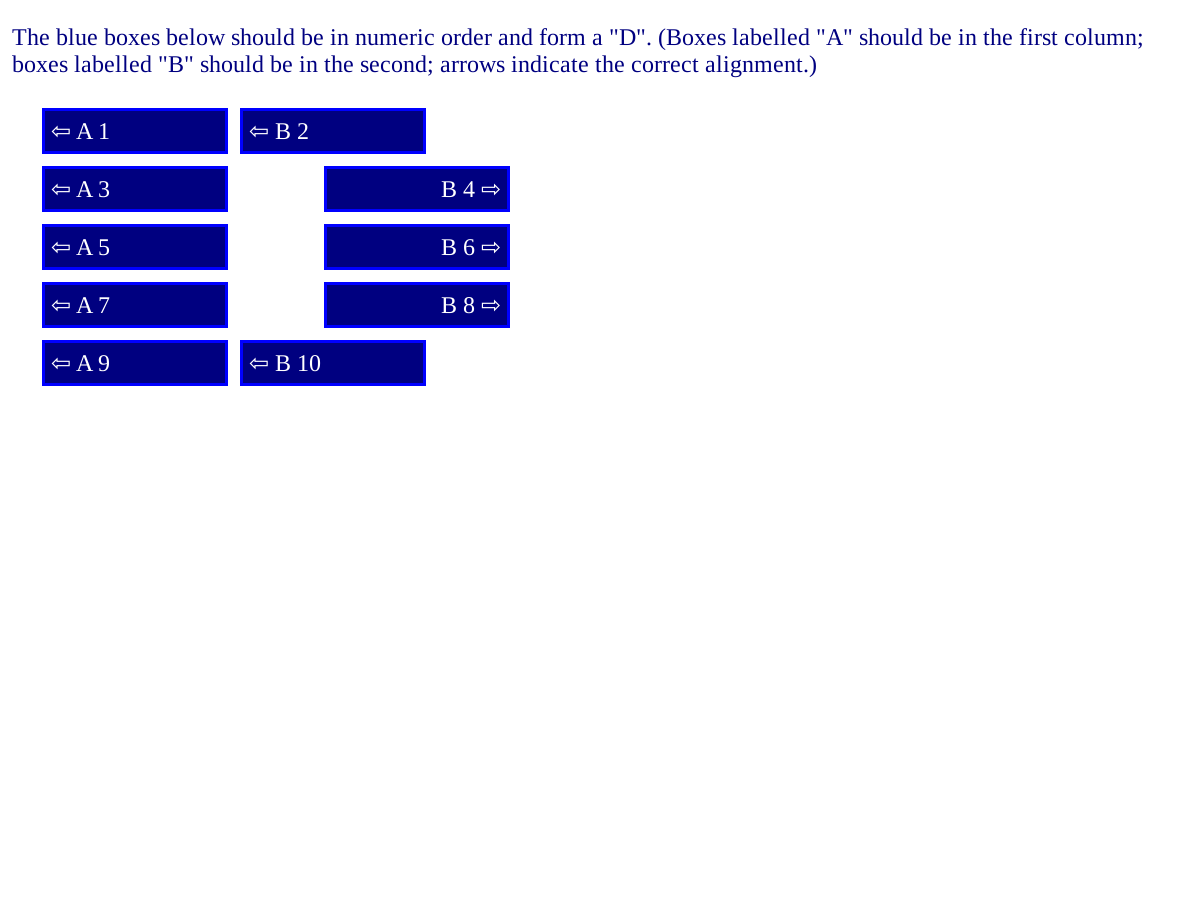 The blue boxes below should be in numeric order and form a "D". (Boxes labelled "A" should be in the first column;
boxes labelled "B" should be in the second; arrows indicate the correct alignment.)
⇦ A 1 ⇦ B 2
⇦ A 3 B 4 ⇨
⇦ A 5 B 6 ⇨
⇦ A 7 B 8 ⇨
⇦ A 9 ⇦ B 10